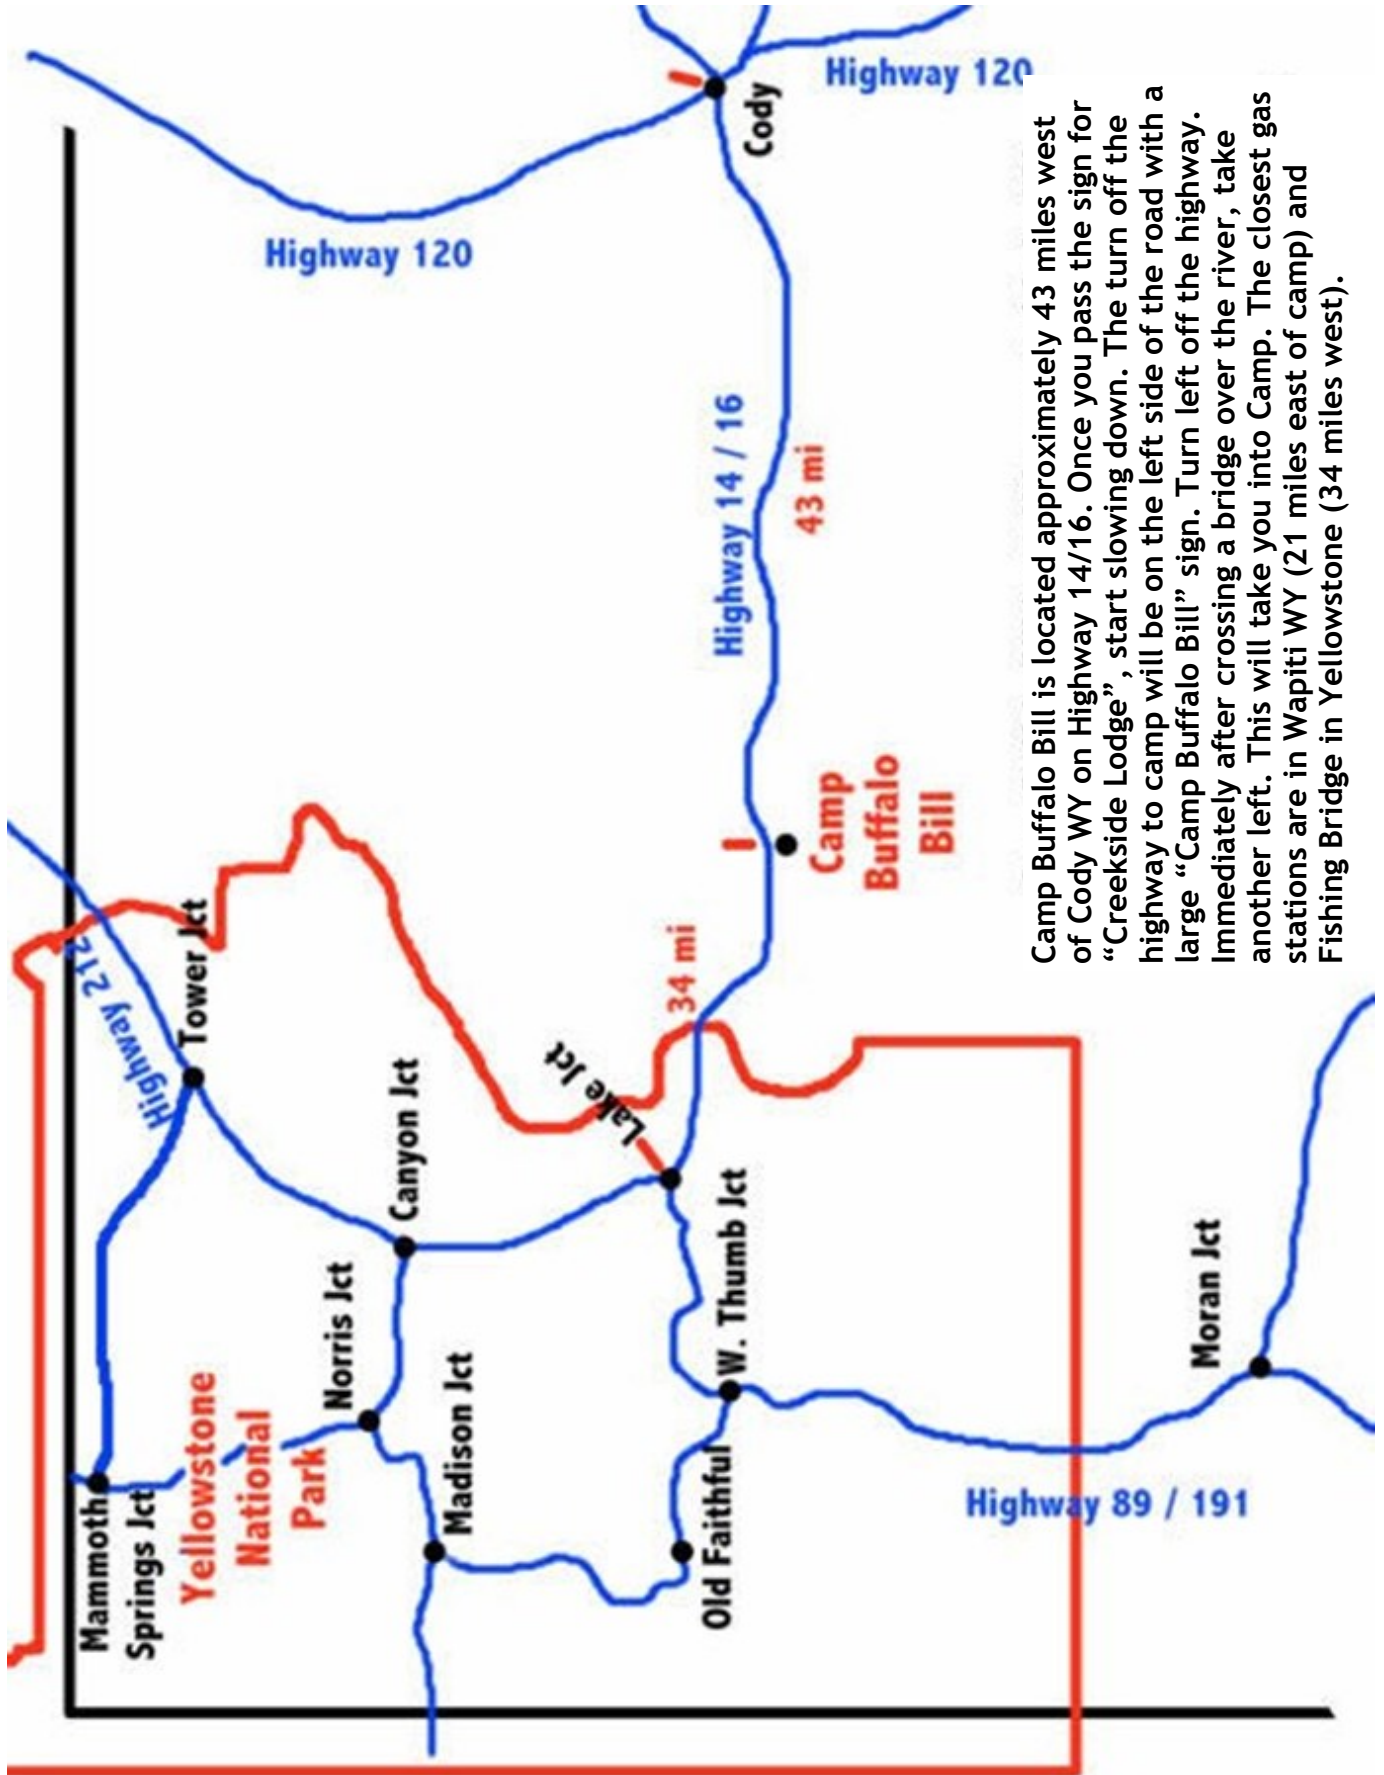 Mammoth
Springs Jct
Yellowstone
National
Park
Highway 212
Tower Jct
Highway 120
Norris Jct
Canyon Jct
Madison Jct
Lake Jct
34 mi
Old Faithful
W. Thumb Jct
Highway 14 / 16
43 mi
Camp
Buffalo
Bill
Cody
Highway 120
Highway 89 / 191
Moran Jct
Camp Buffalo Bill is located approximately 43 miles west
of Cody WY on Highway 14/16. Once you pass the sign for
“Creekside Lodge”, start slowing down. The turn off the
highway to camp will be on the left side of the road with a
large “Camp Buffalo Bill” sign. Turn left off the highway.
Immediately after crossing a bridge over the river, take
another left. This will take you into Camp. The closest gas
stations are in Wapiti WY (21 miles east of camp) and
Fishing Bridge in Yellowstone (34 miles west).